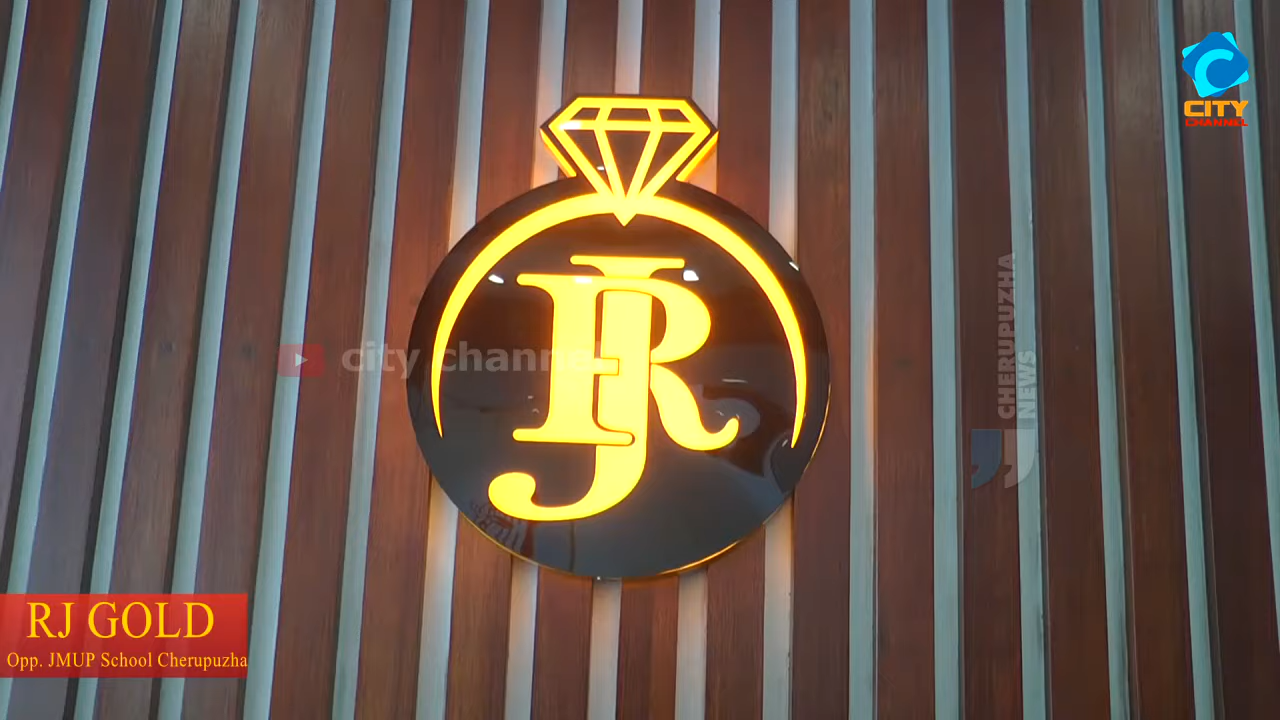 CITY
CHANNEL
RJ
city channel
CHERUPUZHA
NEWS
RJ GOLD
Opp. JMUP School Cherupuzha